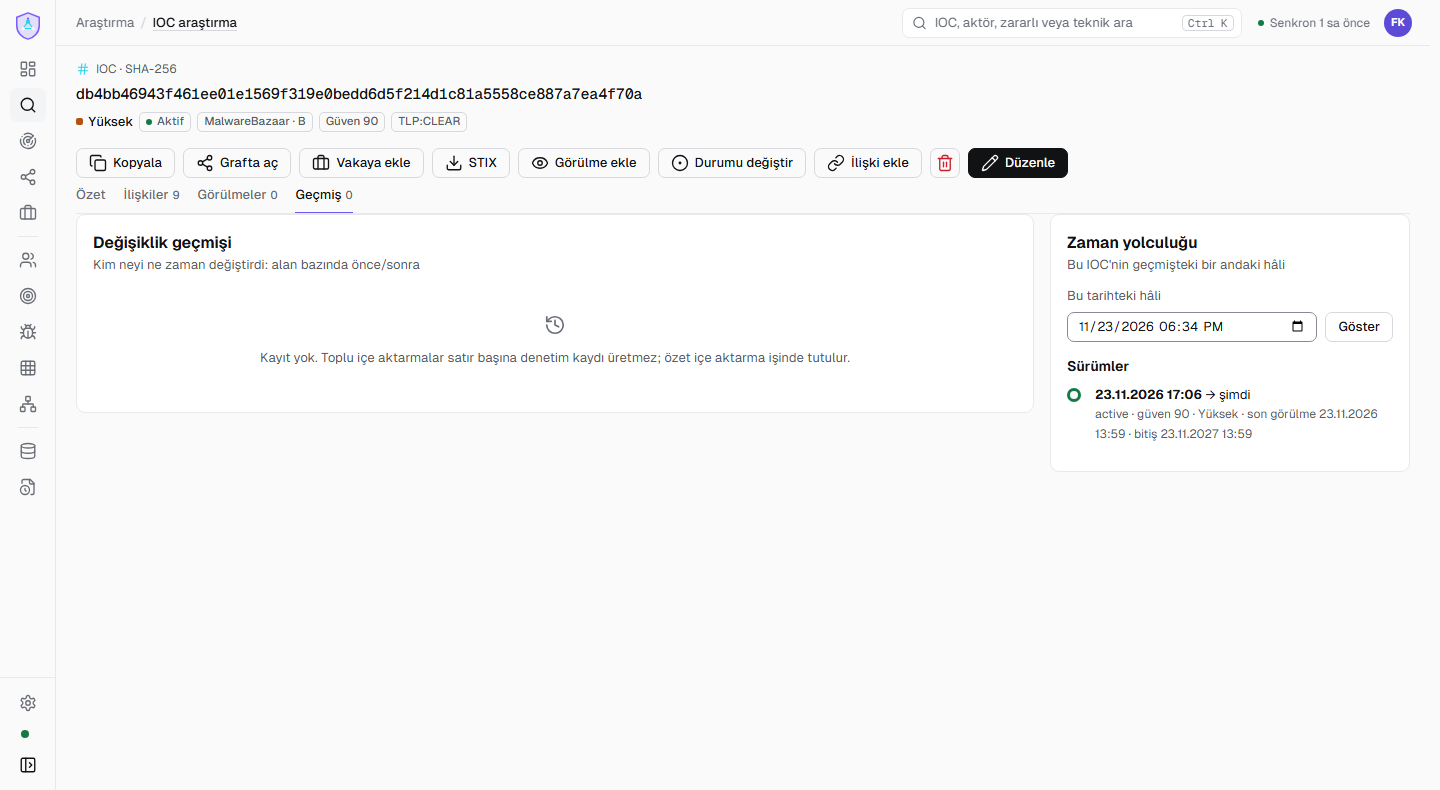 Araştırma / IOC araştırma
IOC, aktör, zararlı veya teknik ara
Ctrl K
Senkron 1 sa önce
FK
IOC · SHA-256
db4bb46943f461ee01e1569f319e0bedd6d5f214d1c81a5558ce887a7ea4f70a
Yüksek
Aktif
MalwareBazaar · B
Güven 90
TLP:CLEAR
Kopyala
Grafta aç
Vakaya ekle
STIX
Görülme ekle
Durumu değiştir
İlişki ekle
Düzenle
Özet
İlişkiler 9
Görülmeler 0
Geçmiş 0
Değişiklik geçmişi
Kim neyi ne zaman değiştirdi: alan bazında önce/sonra
Kayıt yok. Toplu içe aktarmalar satır başına denetim kaydı üretmez; özet içe aktarma işinde tutulur.
Zaman yolculuğu
Bu IOC'nin geçmişteki bir andaki hâli
Bu tarihteki hâli
11/23/2026 06:34 PM
Göster
Sürümler
23.11.2026 17:06 → şimdi
active · güven 90 · Yüksek · son görülme 23.11.2026
13:59 · bitiş 23.11.2027 13:59